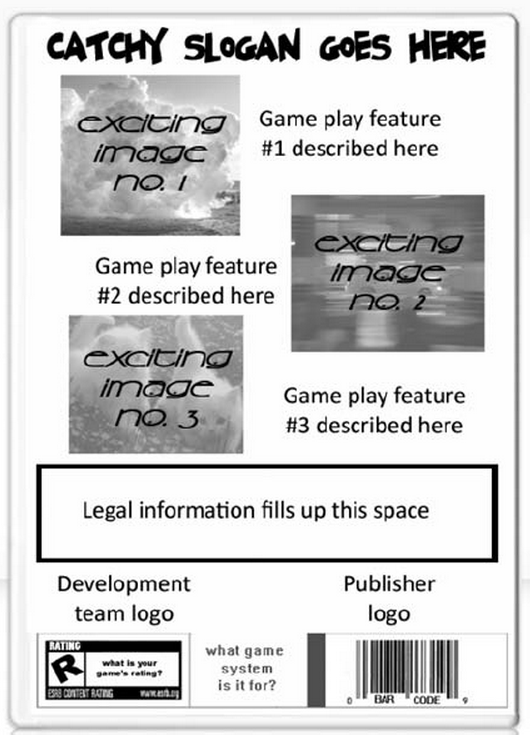 CATCHY SLOGAN GOES HERE
exciting
image
no. 1
Game play feature
#1 described here
exciting
image
no. 2
Game play feature
#2 described here
exciting
image
no. 3
Game play feature
#3 described here
Legal information fills up this space
Development
team logo
Publisher
logo
RATING
R
what is your
game's rating?
ESRB CONTENT RATING www.esrb.org
what game
system
is it for?
0 BAR CODE 9